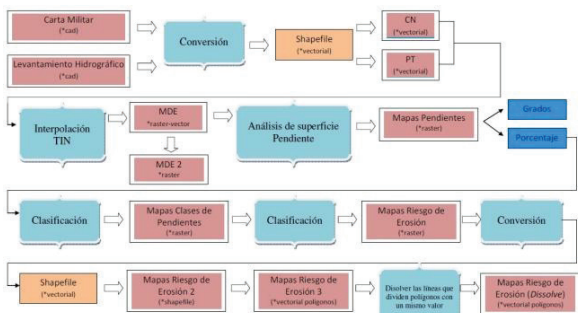 Carta Militar
(*cad)
Conversión
Shapefile
(*vectorial)
CN
(*vectorial)
Levantamiento Hidrográfico
(*cad)
PT
(*vectorial)
Interpolación
TIN
MDE
*raster-vector
MDE 2
*raster
Análisis de superficie
Pendiente
Mapas Pendientes
(*raster)
Grados
Porcentaje
Clasificación
Mapas Clases de
Pendientes
(*raster)
Clasificación
Mapas Riesgo de
Erosión
(*raster)
Conversión
Shapefile
(*vectorial)
Mapas Riesgo de
Erosión 2
(*shapefile)
Mapas Riesgo de
Erosión 3
(*vectorial polígonos)
Disolver las líneas que
dividen polígonos con
un mismo valor
Mapas Riesgo de
Erosión (Dissolve)
(*vectorial polígonos)